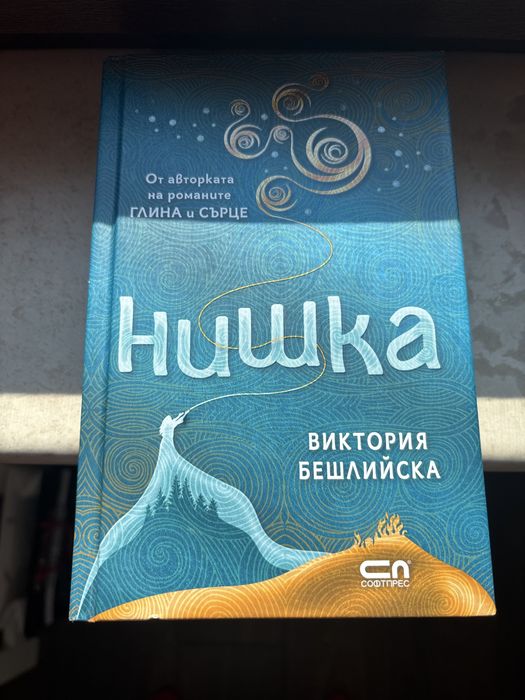 От авторката
на романите
ГЛИНА и СЪРЦЕ
Нишка
ВИКТОРИЯ
БЕШЛИЙСКА
СП
СОФТПРЕС